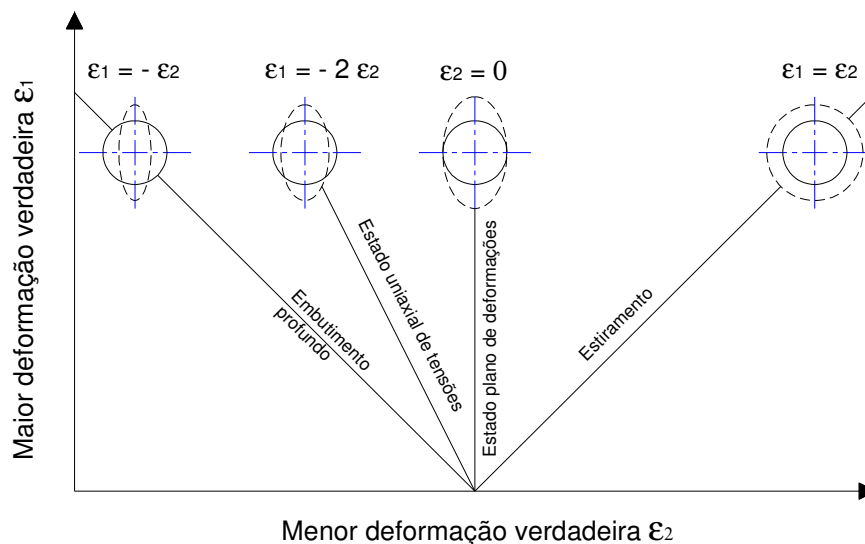 ε1 = - ε2
ε1 = - 2 ε2
ε2 = 0
ε1 = ε2
Maior deformação verdadeira ε1
Embutimento
profundo
Estado uniaxial de tensões
Estado plano de deformações
Estiramento
Menor deformação verdadeira ε2